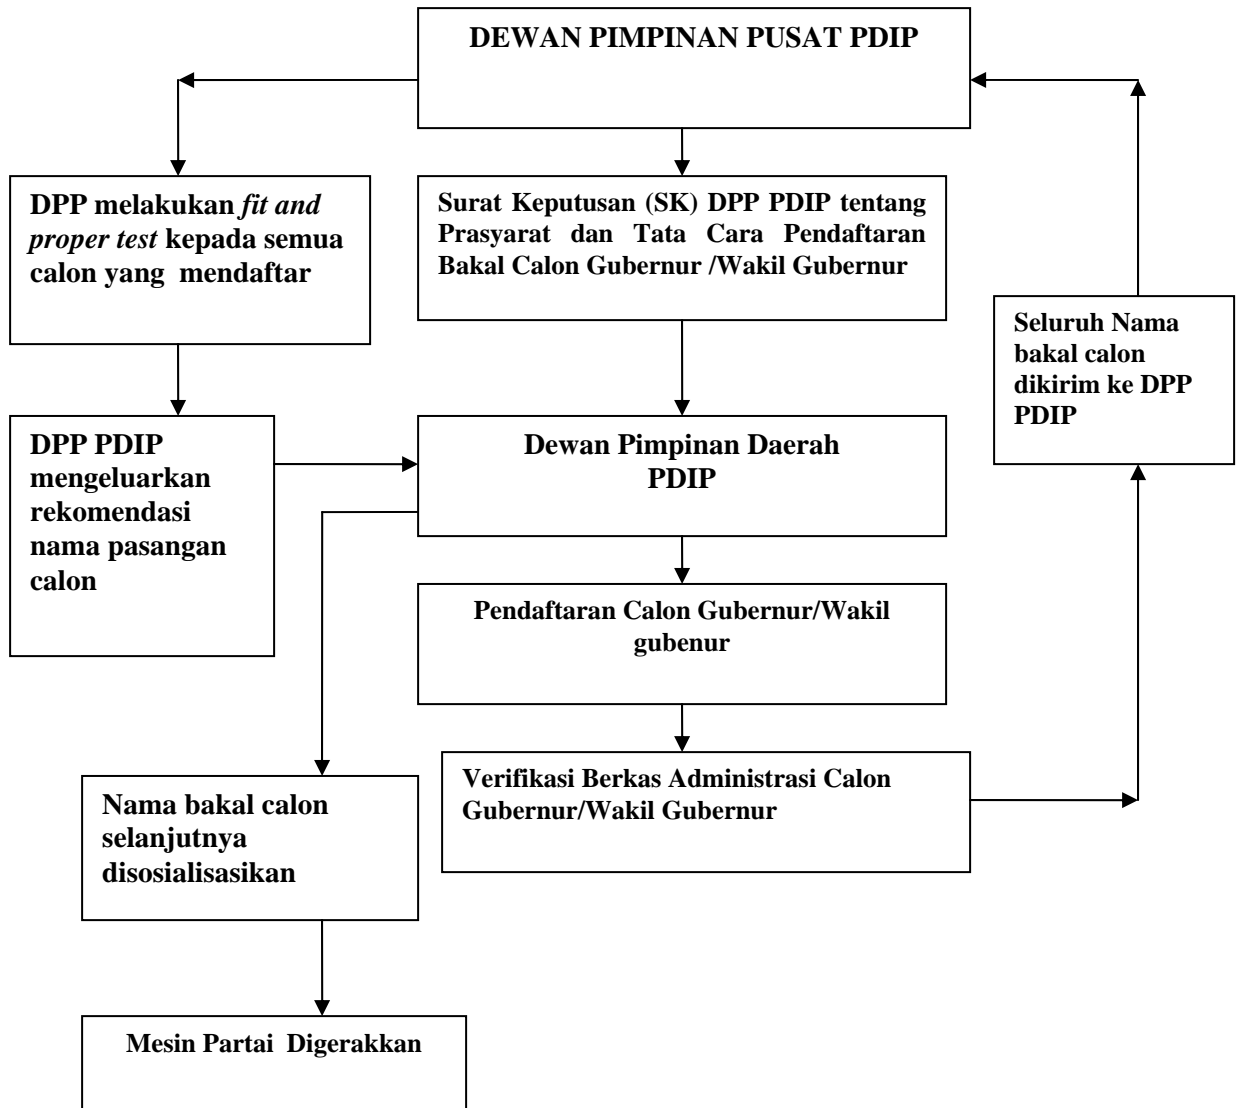 DEWAN PIMPINAN PUSAT PDIP
DPP melakukan fit and
proper test kepada semua
calon yang mendaftar
Surat Keputusan (SK) DPP PDIP tentang
Prasyarat dan Tata Cara Pendaftaran
Bakal Calon Gubernur /Wakil Gubernur
Seluruh Nama
bakal calon
dikirim ke DPP
PDIP
DPP PDIP
mengeluarkan
rekomendasi
nama pasangan
calon
Dewan Pimpinan Daerah
PDIP
Pendaftaran Calon Gubernur/Wakil
gubenur
Verifikasi Berkas Administrasi Calon
Gubernur/Wakil Gubernur
Nama bakal calon
selanjutnya
disosialisasikan
Mesin Partai Digerakkan